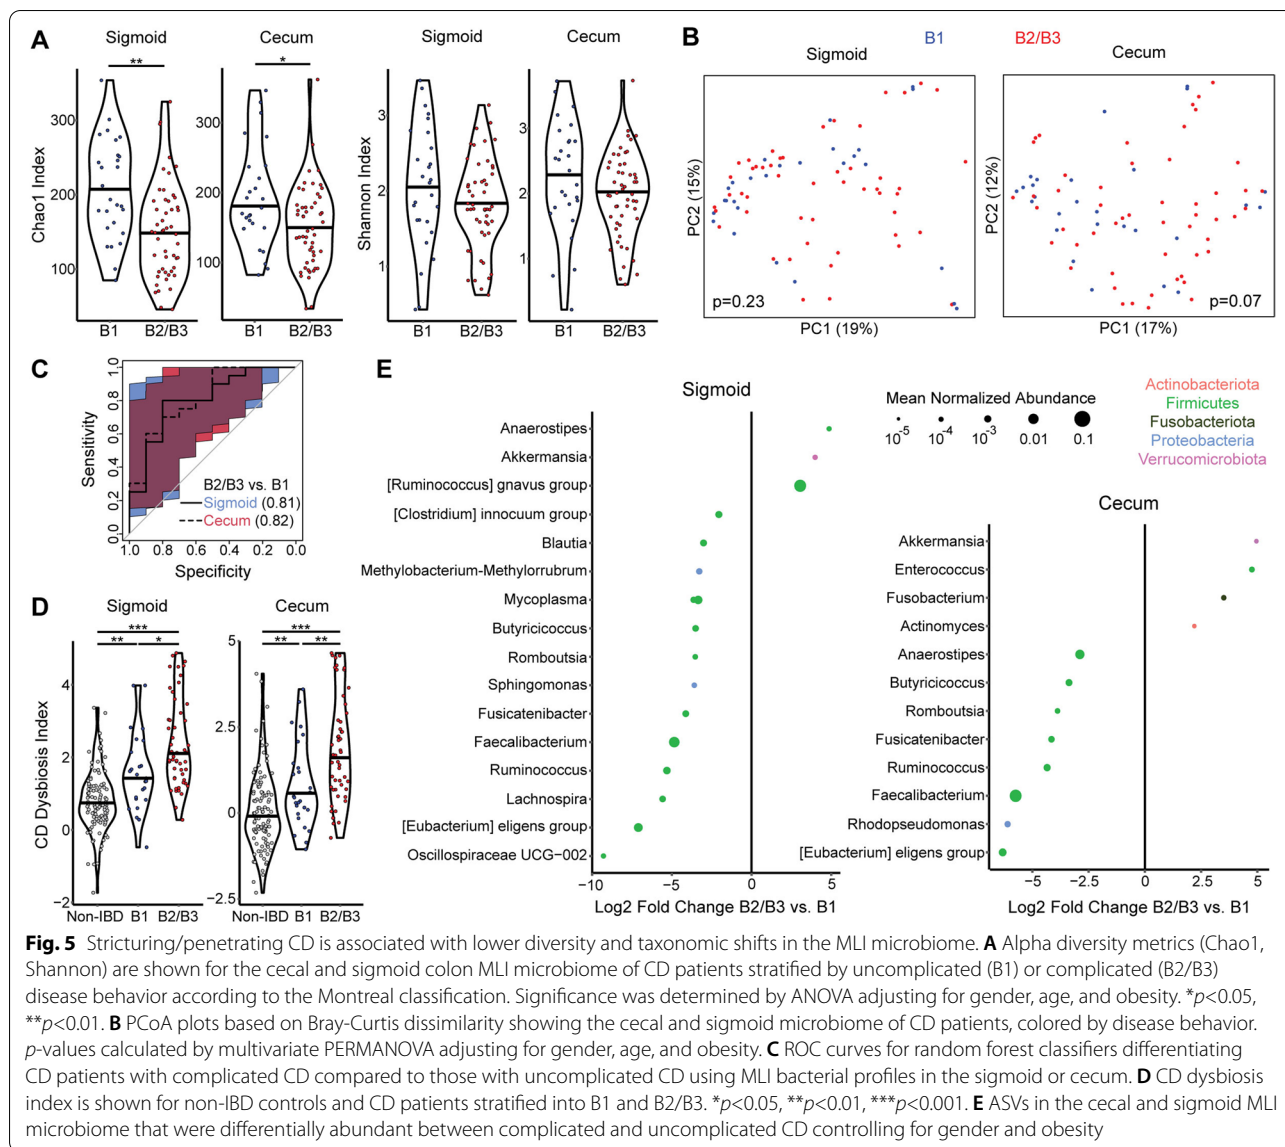 A
Sigmoid
Cecum
Sigmoid
Cecum
**
*
Chao1 Index
300
200
100
300
200
100
B1
B2/B3
B1
B2/B3
Shannon Index
3
2
1
3
2
1
B1
B2/B3
B1
B2/B3
B
B1
B2/B3
Sigmoid
Cecum
PC2 (15%)
p=0.23
PC1 (19%)
PC2 (12%)
p=0.07
PC1 (17%)
C
Sensitivity
1.0
0.8
0.6
0.4
0.2
0.0
B2/B3 vs. B1
Sigmoid (0.81)
Cecum (0.82)
1.0 0.8 0.6 0.4 0.2 0.0
Specificity
D
Sigmoid
Cecum
***
** *
***
** **
CD Dysbiosis Index
4
2
0
−2
5
2.5
0
−2.5
Non-IBD B1 B2/B3
Non-IBD B1 B2/B3
E
Sigmoid
Anaerostipes
Akkermansia
[Ruminococcus] gnavus group
[Clostridium] innocuum group
Blautia
Methylobacterium-Methylorrubrum
Mycoplasma
Butyricicoccus
Romboutsia
Sphingomonas
Fusicatenibacter
Faecalibacterium
Ruminococcus
Lachnospira
[Eubacterium] eligens group
Oscillospiraceae UCG-002
−10 −5 0 5
Log2 Fold Change B2/B3 vs. B1
Mean Normalized Abundance
10−5 10−4 10−3 0.01 0.1
Actinobacteriota
Firmicutes
Fusobacteriota
Proteobacteria
Verrucomicrobiota
Cecum
Akkermansia
Enterococcus
Fusobacterium
Actinomyces
Anaerostipes
Butyricicoccus
Romboutsia
Fusicatenibacter
Ruminococcus
Faecalibacterium
Rhodopseudomonas
[Eubacterium] eligens group
−5 −2.5 0 2.5 5
Log2 Fold Change B2/B3 vs. B1
Fig. 5 Stricturing/penetrating CD is associated with lower diversity and taxonomic shifts in the MLI microbiome. A Alpha diversity metrics (Chao1,
Shannon) are shown for the cecal and sigmoid colon MLI microbiome of CD patients stratified by uncomplicated (B1) or complicated (B2/B3)
disease behavior according to the Montreal classification. Significance was determined by ANOVA adjusting for gender, age, and obesity. *p<0.05,
**p<0.01. B PCoA plots based on Bray-Curtis dissimilarity showing the cecal and sigmoid microbiome of CD patients, colored by disease behavior.
p-values calculated by multivariate PERMANOVA adjusting for gender, age, and obesity. C ROC curves for random forest classifiers differentiating
CD patients with complicated CD compared to those with uncomplicated CD using MLI bacterial profiles in the sigmoid or cecum. D CD dysbiosis
index is shown for non-IBD controls and CD patients stratified into B1 and B2/B3. *p<0.05, **p<0.01, ***p<0.001. E ASVs in the cecal and sigmoid MLI
microbiome that were differentially abundant between complicated and uncomplicated CD controlling for gender and obesity